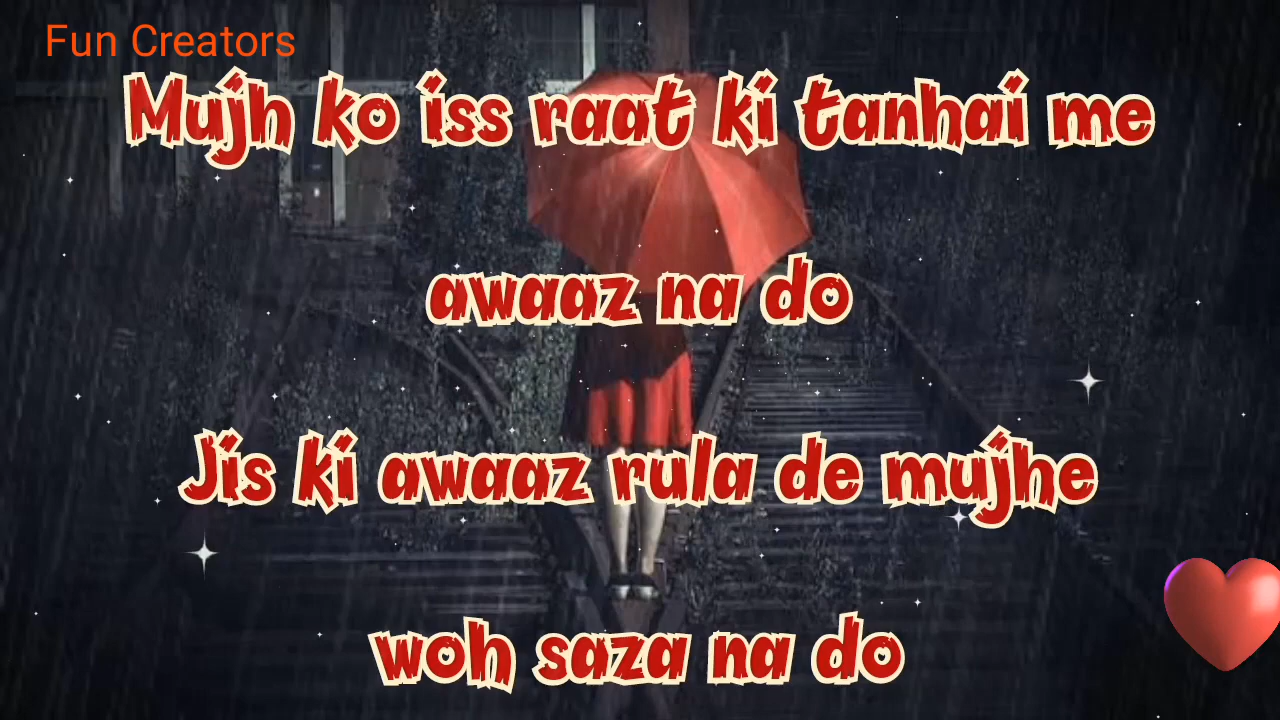 Fun Creators
Mujh ko iss raat ki tanhai me
awaaz na do
Jis ki awaaz rula de mujhe
woh saza na do